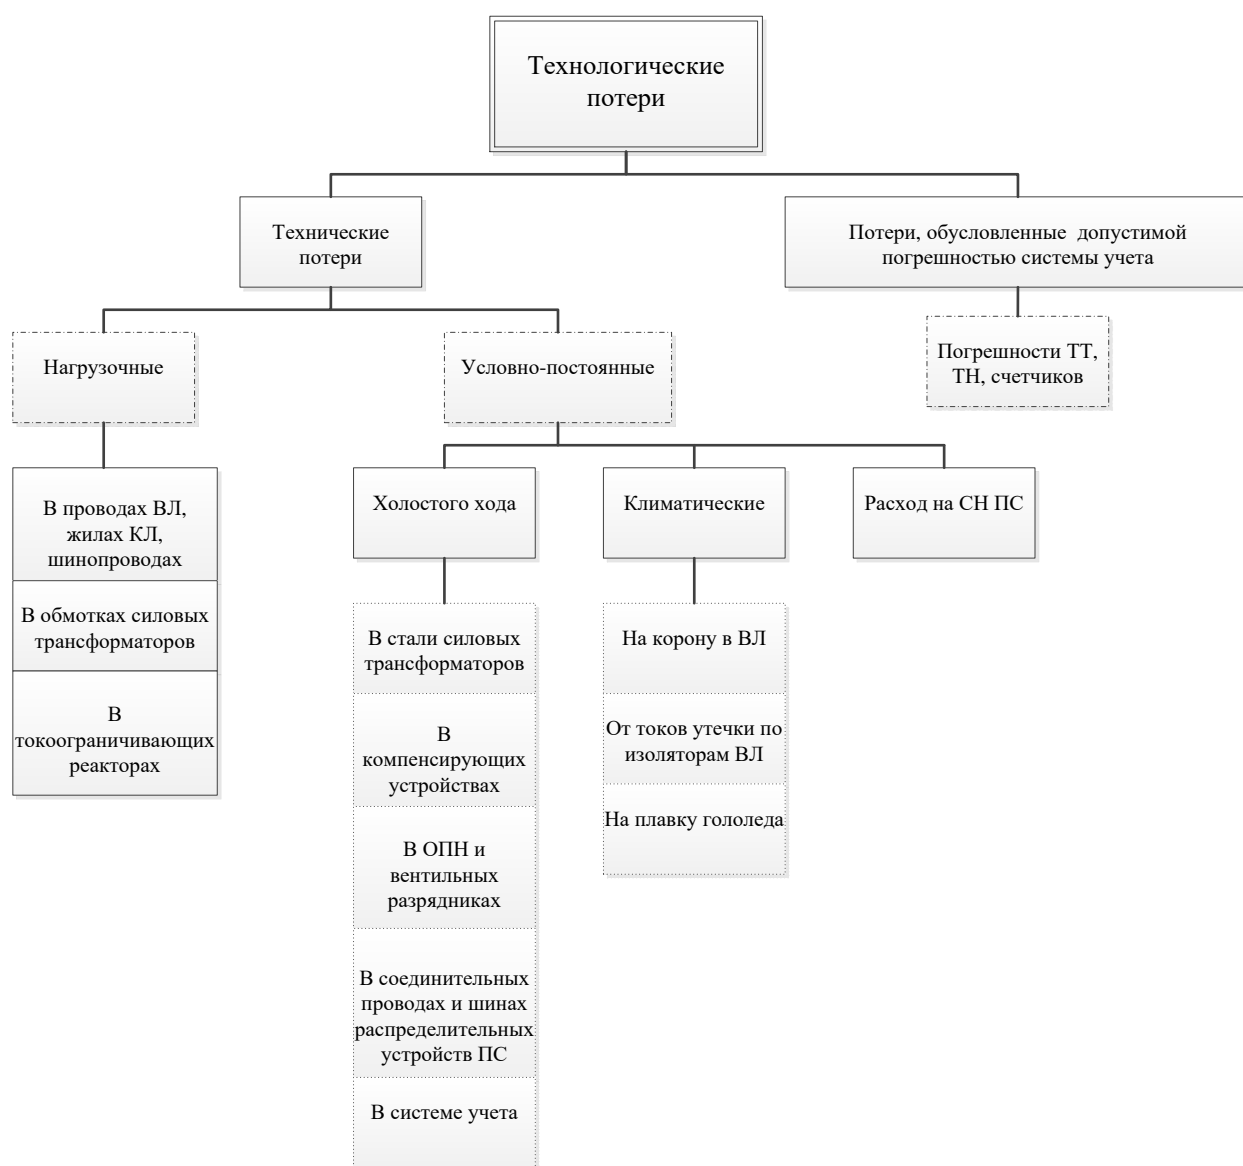 Технологические
потери
Технические
потери
Потери, обусловленные допустимой
погрешностью системы учета
Нагрузочные
Условно-постоянные
Погрешности ТТ,
ТН, счетчиков
В проводах ВЛ,
жилах КЛ,
шинопроводах
В обмотках силовых
трансформаторов
В
токоограничивающих
реакторах
Холостого хода
Климатические
Расход на СН ПС
В стали силовых
трансформаторов
В
компенсирующих
устройствах
В ОПН и
вентильных
разрядниках
В соединительных
проводах и шинах
распределительных
устройств ПС
В системе учета
На корону в ВЛ
От токов утечки по
изоляторам ВЛ
На плавку гололеда